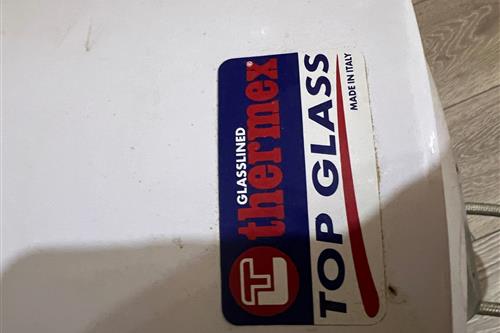 GLASSLINED
thermex®
TOP GLASS
MADE IN ITALY